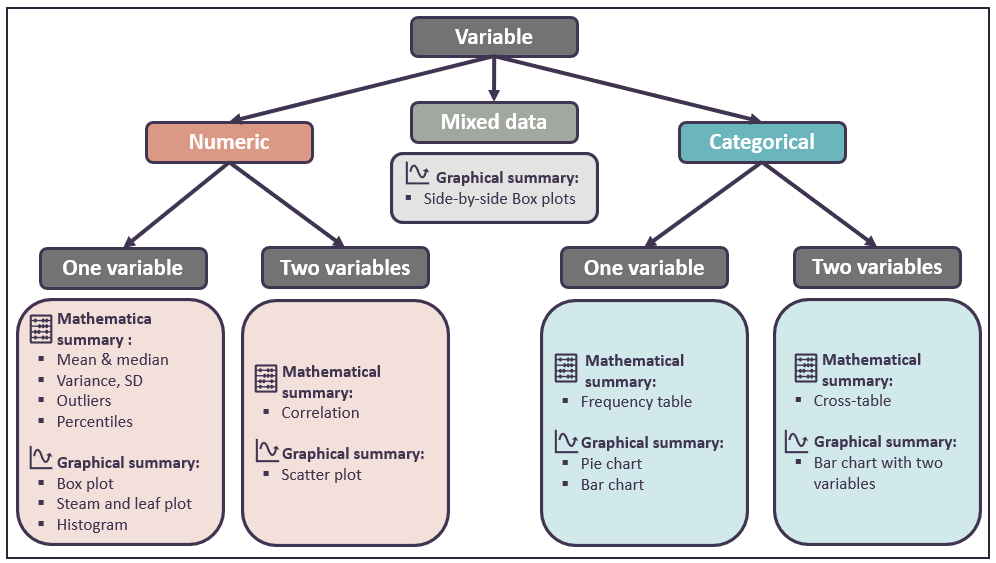 Variable
Numeric
Mixed data
Categorical
Graphical summary:
▪ Side-by-side Box plots
One variable
Two variables
One variable
Two variables
Mathematica
summary :
▪ Mean & median
▪ Variance, SD
▪ Outliers
▪ Percentiles
Graphical summary:
▪ Box plot
▪ Steam and leaf plot
▪ Histogram
Mathematical
summary:
▪ Correlation
Graphical summary:
▪ Scatter plot
Mathematical
summary:
▪ Frequency table
Graphical summary:
▪ Pie chart
▪ Bar chart
Mathematical
summary:
▪ Cross-table
Graphical summary:
▪ Bar chart with two
variables